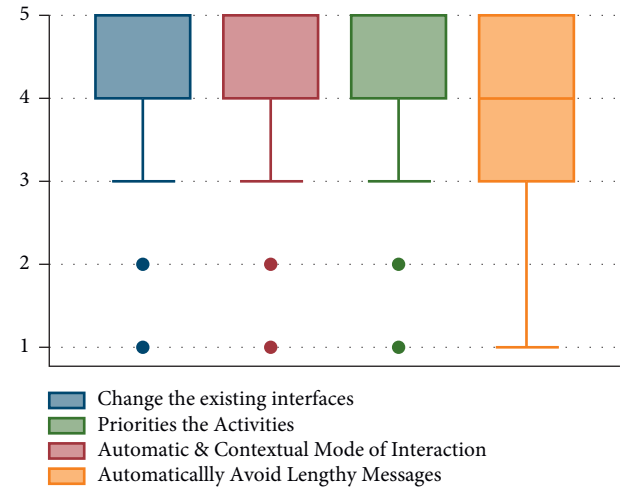 5
4
3
2
1
Change the existing interfaces
Priorities the Activities
Automatic & Contextual Mode of Interaction
Automaticallly Avoid Lengthy Messages